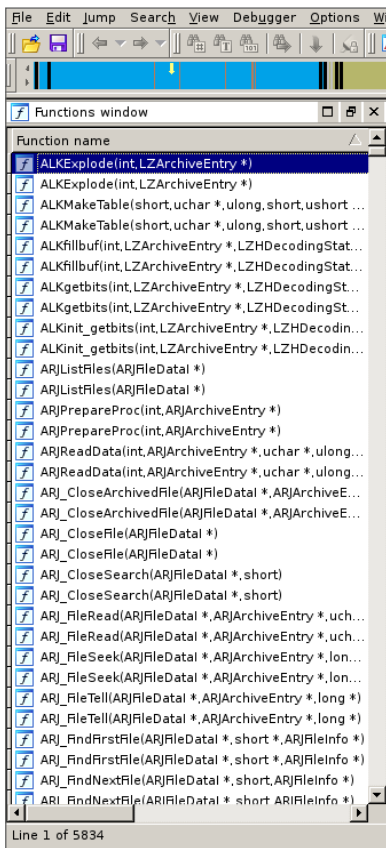 File Edit Jump Search View Debugger Options
Functions window
Function name
ALKExplode(int,LZArchiveEntry *)
ALKExplode(int,LZArchiveEntry *)
ALKMakeTable(short,uchar *,ulong,short,ushort ...
ALKMakeTable(short,uchar *,ulong,short,ushort ...
ALKfillbuf(int,LZArchiveEntry *,LZHDecodingStat...
ALKfillbuf(int,LZArchiveEntry *,LZHDecodingStat...
ALKgetbits(int,LZArchiveEntry *,LZHDecodingSt...
ALKgetbits(int,LZArchiveEntry *,LZHDecodingSt...
ALKinit_getbits(int,LZArchiveEntry *,LZHDecodin...
ALKinit_getbits(int,LZArchiveEntry *,LZHDecodin...
ARJListFiles(ARJFileDataI *)
ARJListFiles(ARJFileDataI *)
ARJPrepareProc(int,ARJArchiveEntry *)
ARJPrepareProc(int,ARJArchiveEntry *)
ARJReadData(int,ARJArchiveEntry *,uchar *,ulong...
ARJReadData(int,ARJArchiveEntry *,uchar *,ulong...
ARJ_CloseArchivedFile(ARJFileDataI *,ARJArchiveE...
ARJ_CloseArchivedFile(ARJFileDataI *,ARJArchiveE...
ARJ_CloseFile(ARJFileDataI *)
ARJ_CloseFile(ARJFileDataI *)
ARJ_CloseSearch(ARJFileDataI *,short)
ARJ_CloseSearch(ARJFileDataI *,short)
ARJ_FileRead(ARJFileDataI *,ARJArchiveEntry *,uch...
ARJ_FileRead(ARJFileDataI *,ARJArchiveEntry *,uch...
ARJ_FileSeek(ARJFileDataI *,ARJArchiveEntry *,lon...
ARJ_FileSeek(ARJFileDataI *,ARJArchiveEntry *,lon...
ARJ_FileTell(ARJFileDataI *,ARJArchiveEntry *,long *)
ARJ_FileTell(ARJFileDataI *,ARJArchiveEntry *,long *)
ARJ_FindFirstFile(ARJFileDataI *,short *,ARJFileInfo *)
ARJ_FindFirstFile(ARJFileDataI *,short *,ARJFileInfo *)
ARJ_FindNextFile(ARJFileDataI *,short,ARJFileInfo *)
ARJ_FindNextFile(ARJFileDataI *,short,ARJFileInfo *)
Line 1 of 5834